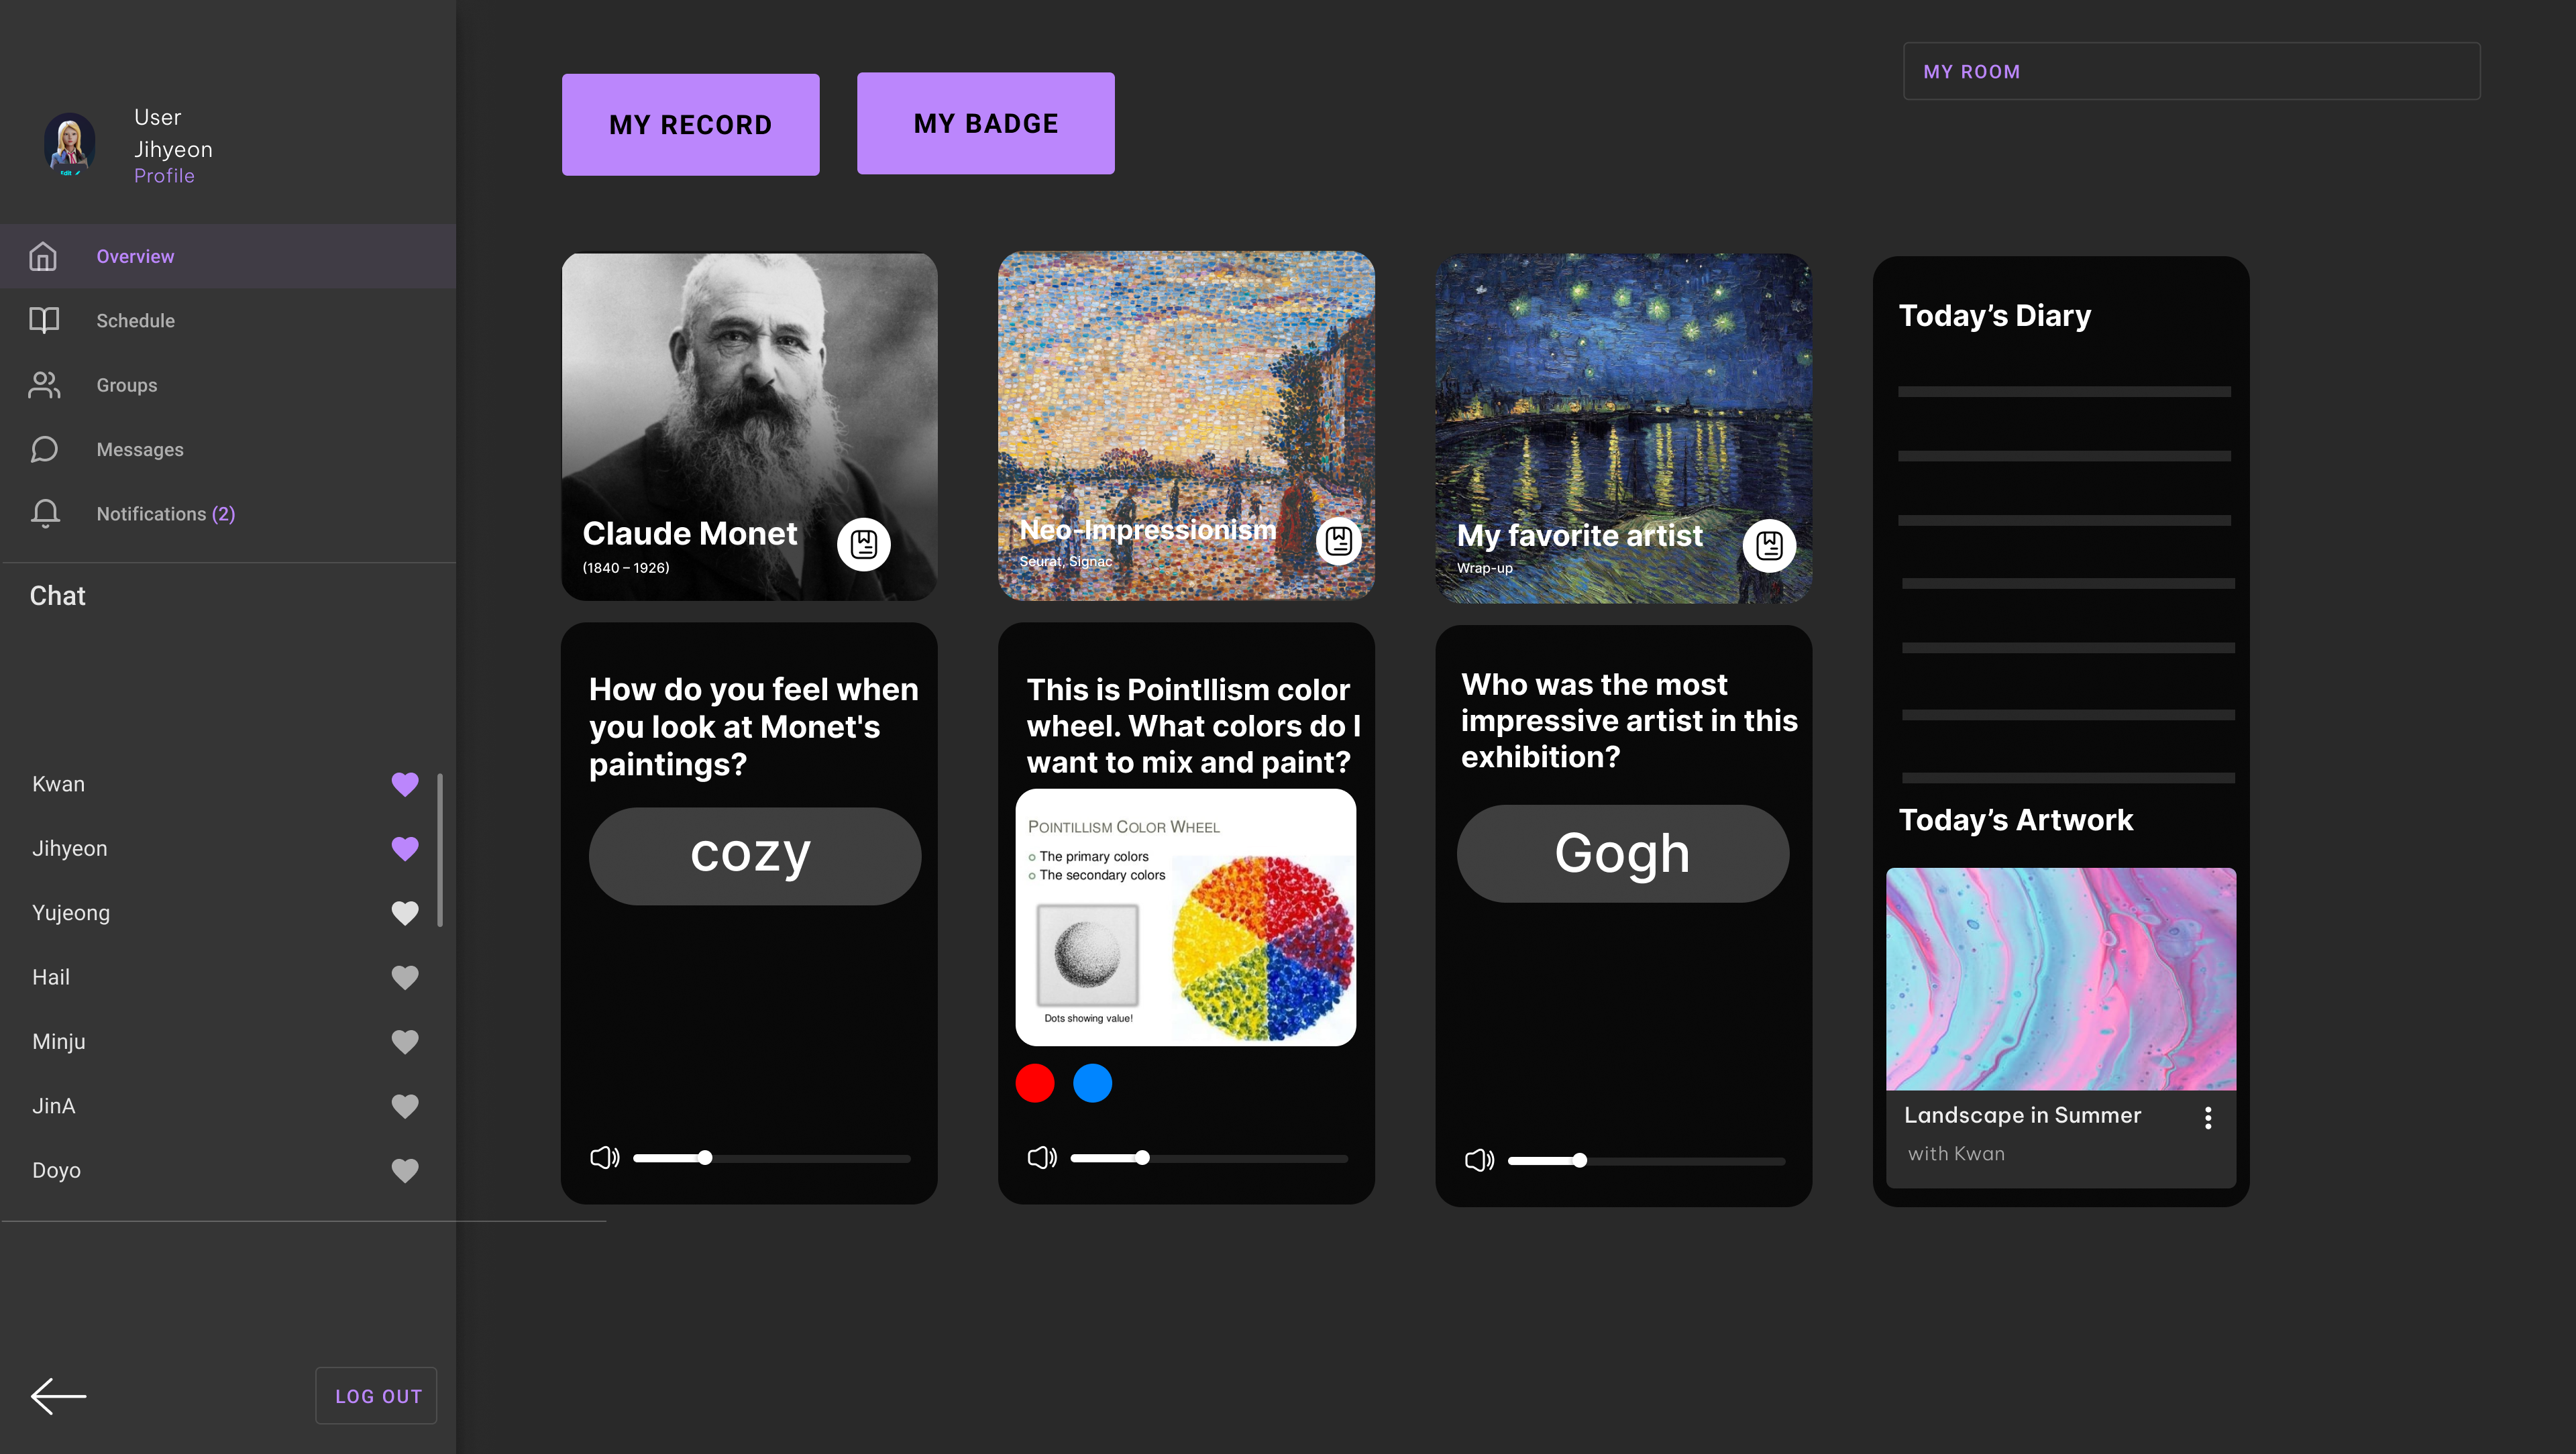 User
Jihyeon
Profile
Edit
Overview
Schedule
Groups
Messages
Notifications (2)
Chat
Kwan
Jihyeon
Yujeong
Hail
Minju
JinA
Doyo
LOG OUT
MY RECORD
MY BADGE
MY ROOM
Claude Monet
(1840 – 1926)
Neo-Impressionism
Seurat, Signac
My favorite artist
Wrap-up
How do you feel when
you look at Monet's
paintings?
cozy
This is Pointllism color
wheel. What colors do I
want to mix and paint?
POINTILLISM COLOR WHEEL
The primary colors
The secondary colors
Dots showing value!
Who was the most
impressive artist in this
exhibition?
Gogh
Today’s Diary
Today’s Artwork
Landscape in Summer
with Kwan